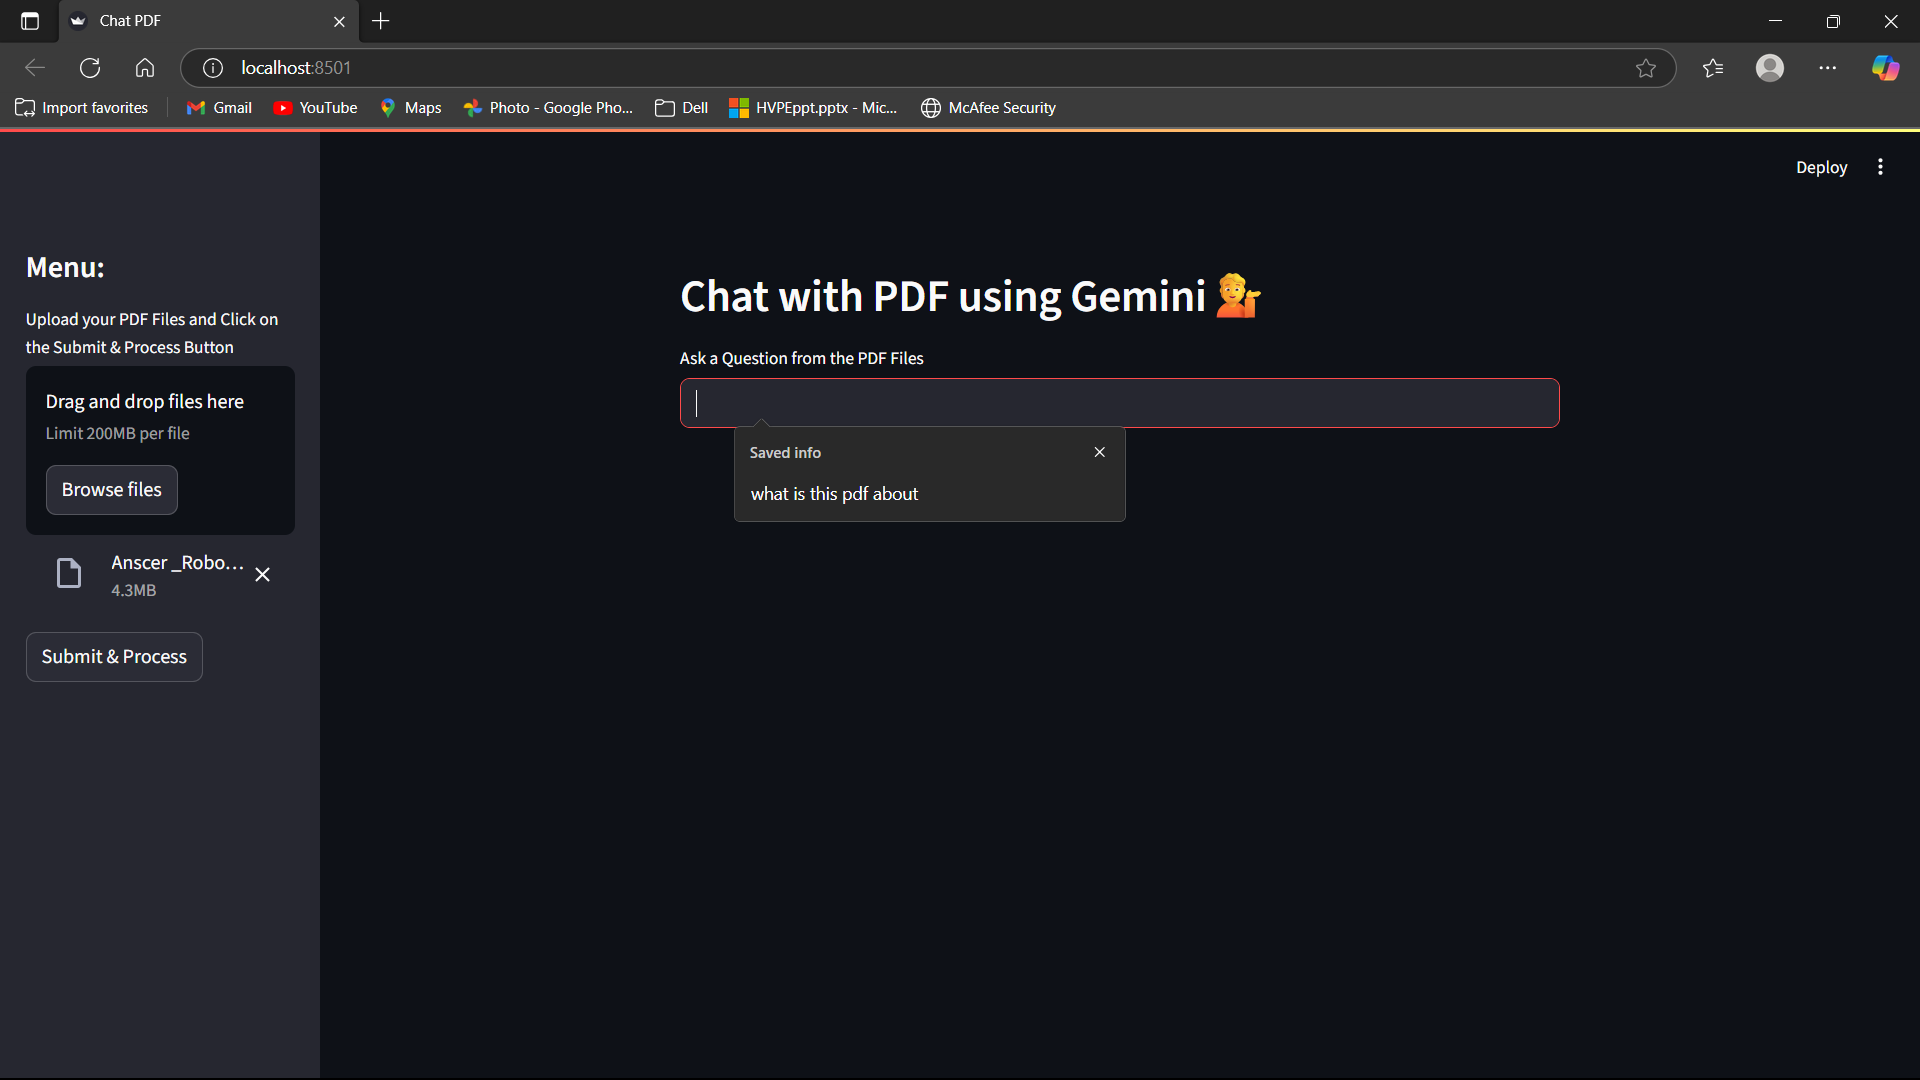 Chat PDF
localhost:8501
Import favorites
Gmail
YouTube
Maps
Photo - Google Pho...
Dell
HVPEppt.pptx - Mic...
McAfee Security
Deploy
Menu:
Upload your PDF Files and Click on
the Submit & Process Button
Drag and drop files here
Limit 200MB per file
Browse files
Anscer _Robo...
4.3MB
Submit & Process
Chat with PDF using Gemini
Ask a Question from the PDF Files
Saved info
what is this pdf about